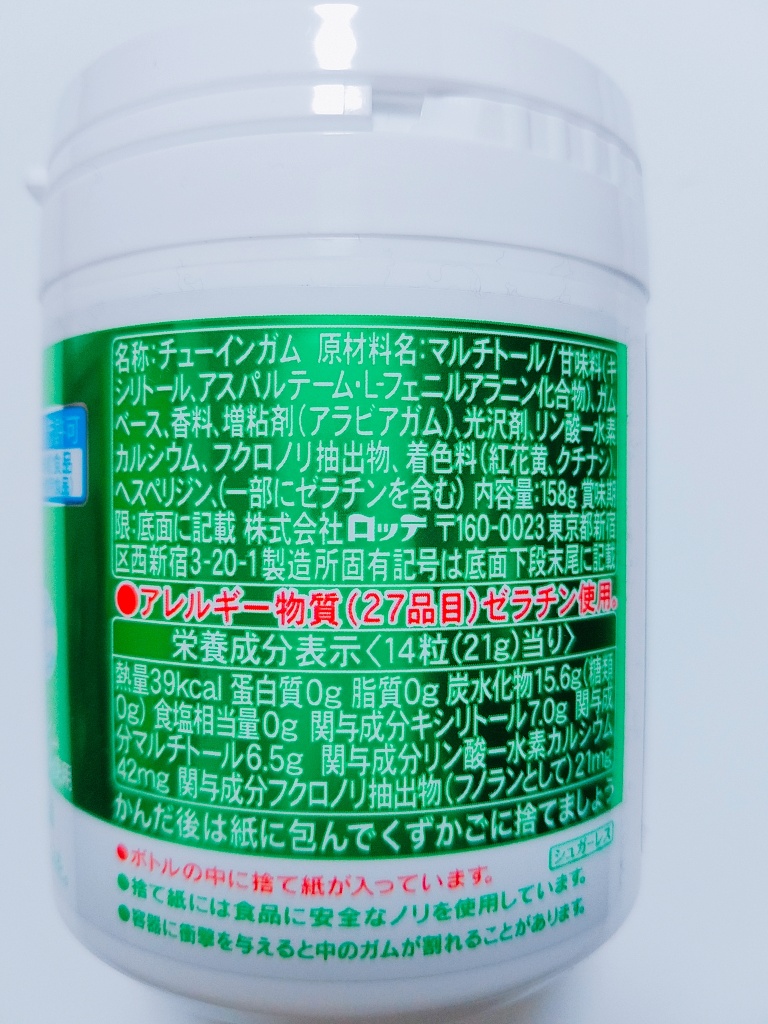 名称:チューインガム 原材料名:マルチトール/甘味料(キ
シリトール、アスパルテーム・L-フェニルアラニン化合物)、ガム
ベース、香料、増粘剤(アラビアガム)、光沢剤、リン酸一水素
カルシウム、フクロノリ抽出物、着色料(紅花黄、クチナシ)、
ヘスペリジン、(一部にゼラチンを含む) 内容量:158g 賞味期
限:底面に記載 株式会社ロッテ 〒160-0023東京都新宿
区西新宿3-20-1製造所固有記号は底面下段末尾に記載
●アレルギー物質(27品目)ゼラチン使用。
栄養成分表示〈14粒(21g)当り〉
熱量39kcal 蛋白質0g 脂質0g 炭水化物15.6g(糖類
0g) 食塩相当量0g 関与成分キシリトール7.0g 関与成
分マルチトール6.5g 関与成分リン酸一水素カルシウム
42mg 関与成分フクロノリ抽出物(フノランとして)21mg
かんだ後は紙に包んでくずかごに捨てましょう
シュガーレス
●ボトルの中に捨て紙が入っています。
●捨て紙には食品に安全なノリを使用しています。
●容器に衝撃を与えると中のガムが割れることがあります。